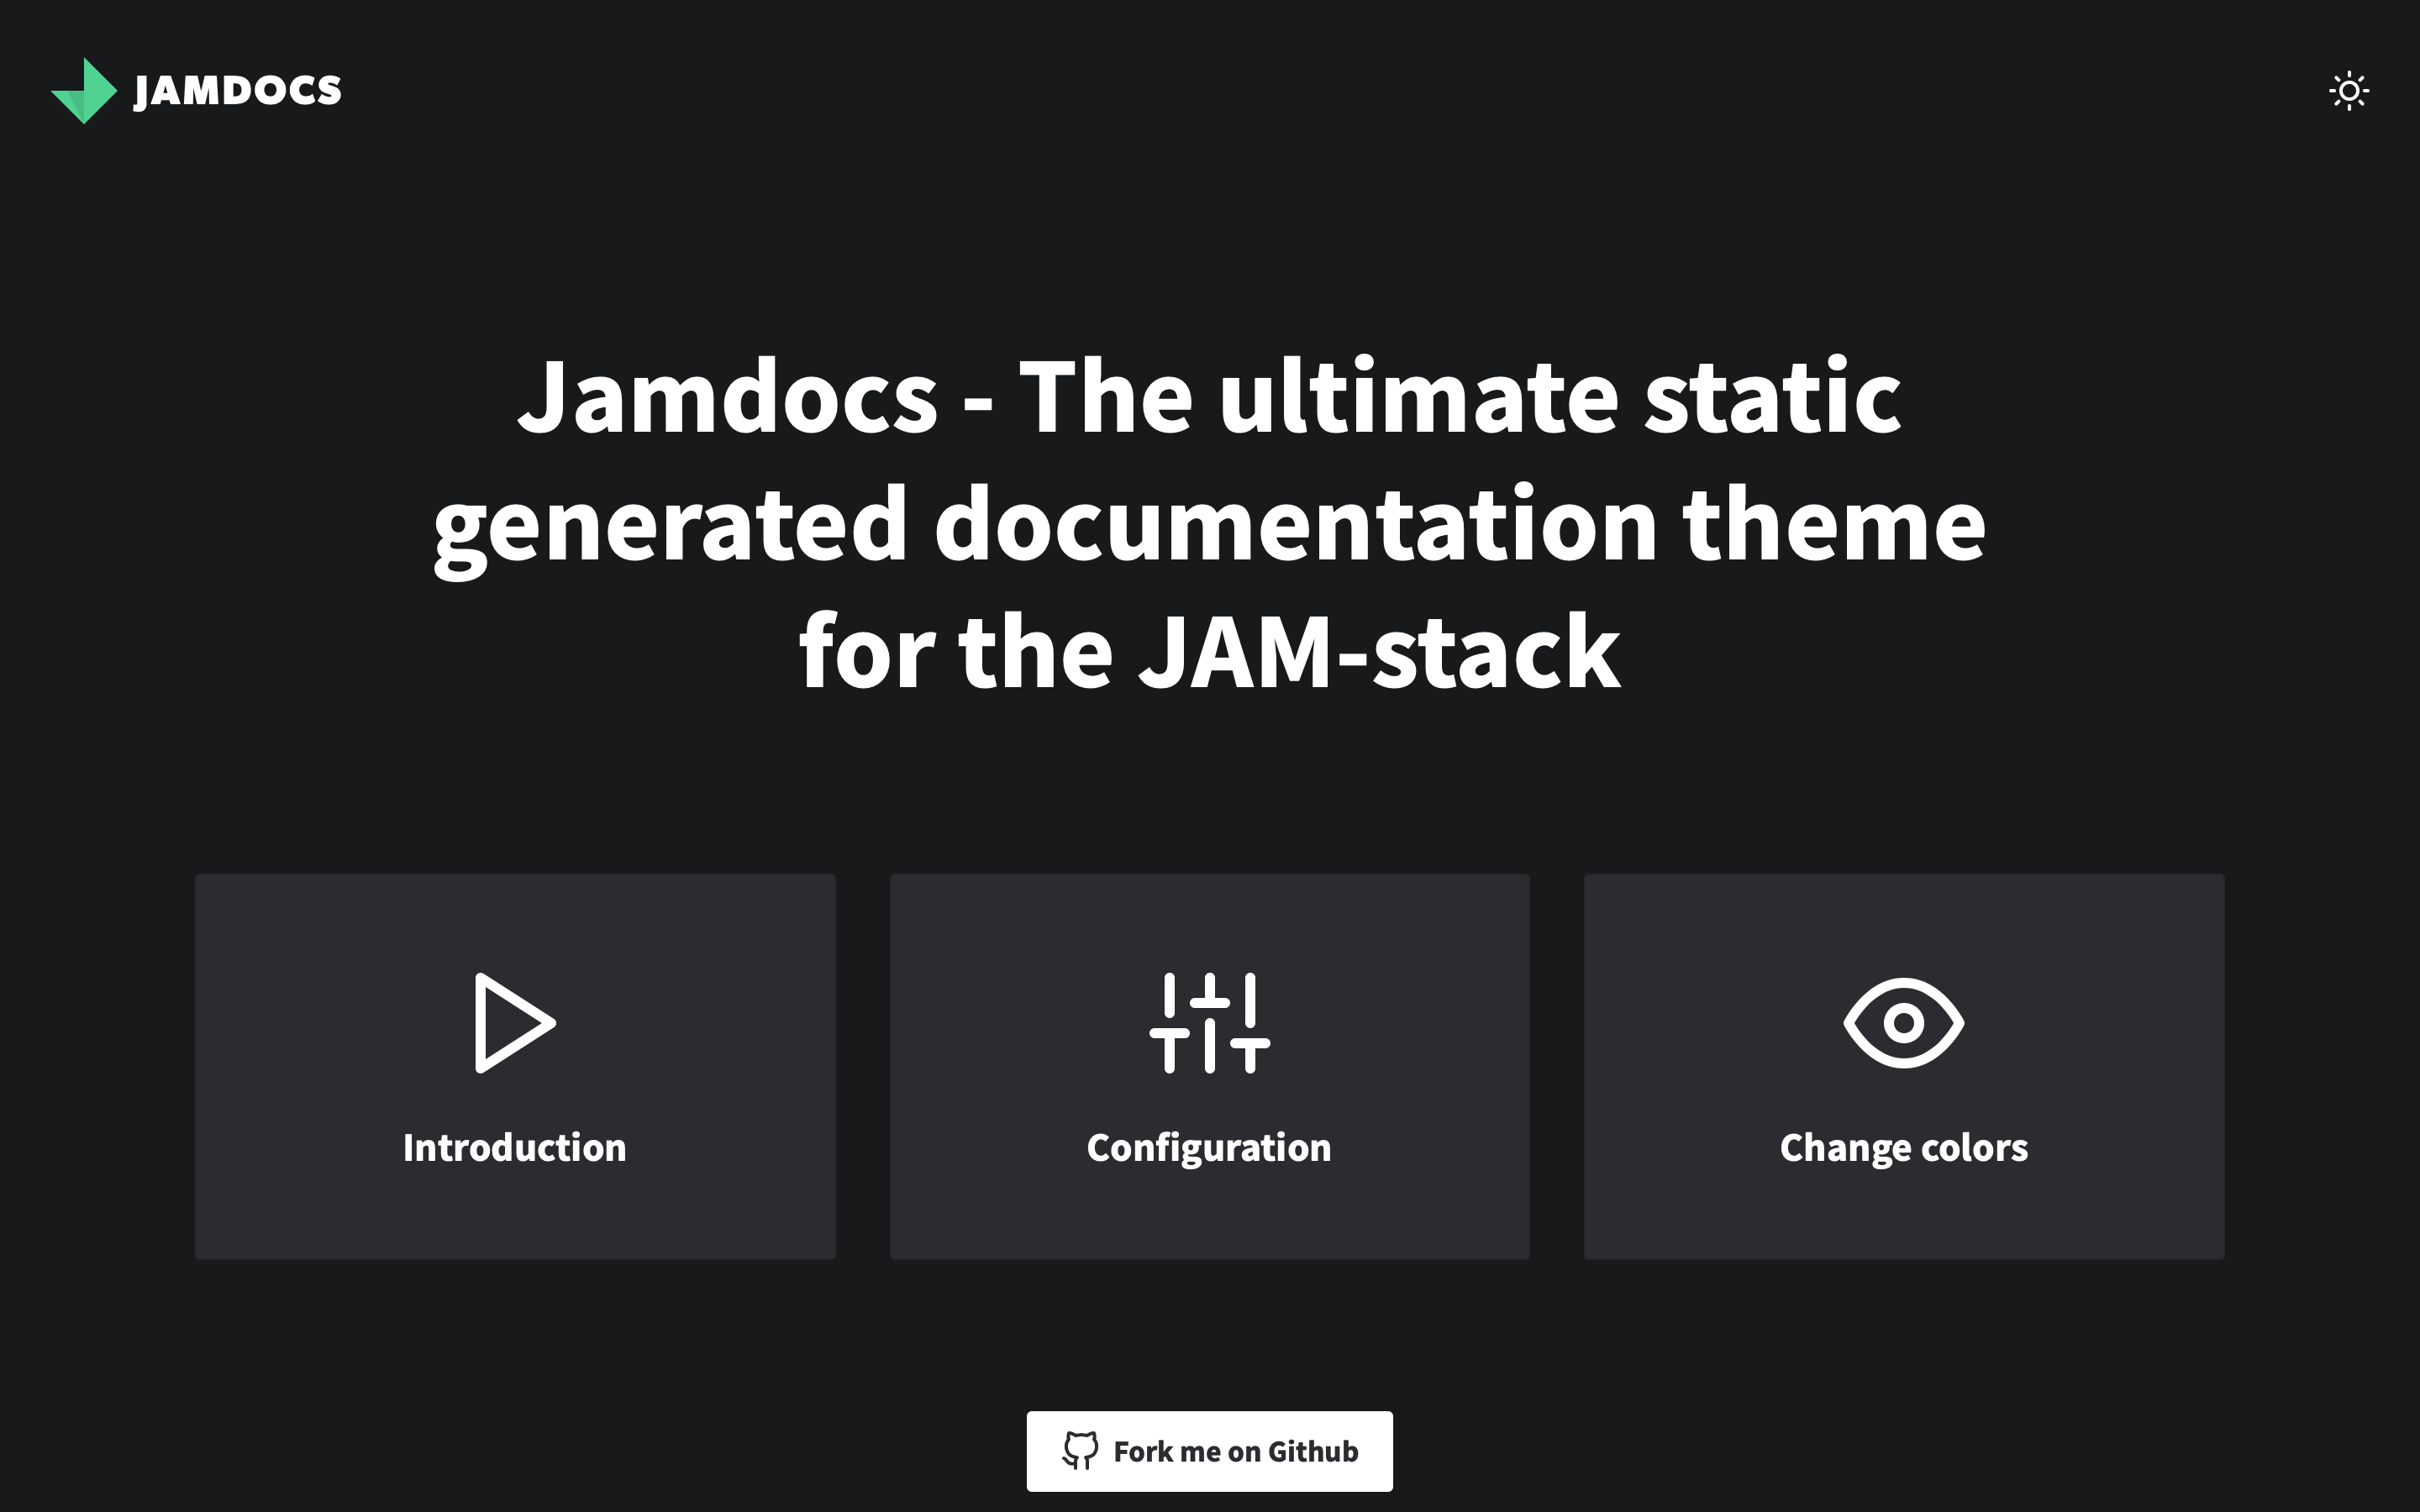 JAMDOCS
Jamdocs - The ultimate static
generated documentation theme
for the JAM-stack
Introduction
Configuration
Change colors
Fork me on Github